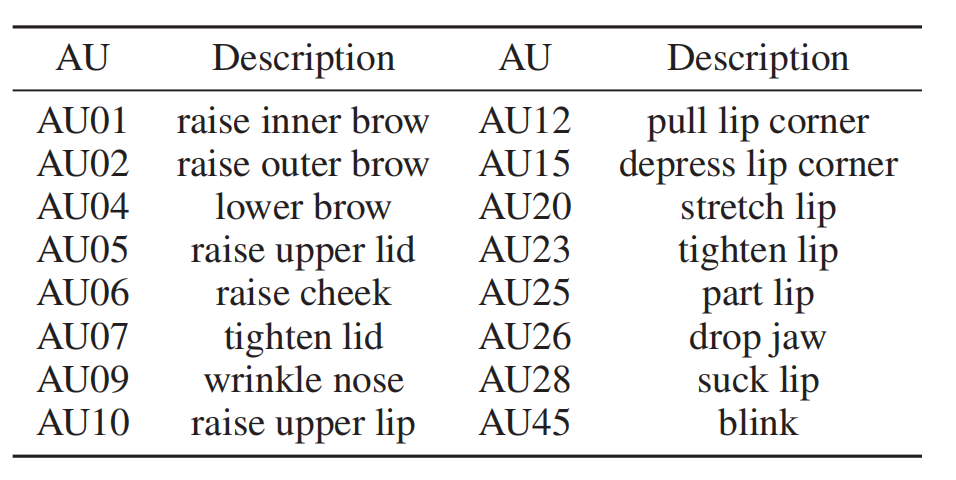 AU Description AU Description
AU01 raise inner brow AU12 pull lip corner
AU02 raise outer brow AU15 depress lip corner
AU04 lower brow AU20 stretch lip
AU05 raise upper lid AU23 tighten lip
AU06 raise cheek AU25 part lip
AU07 tighten lid AU26 drop jaw
AU09 wrinkle nose AU28 suck lip
AU10 raise upper lip AU45 blink